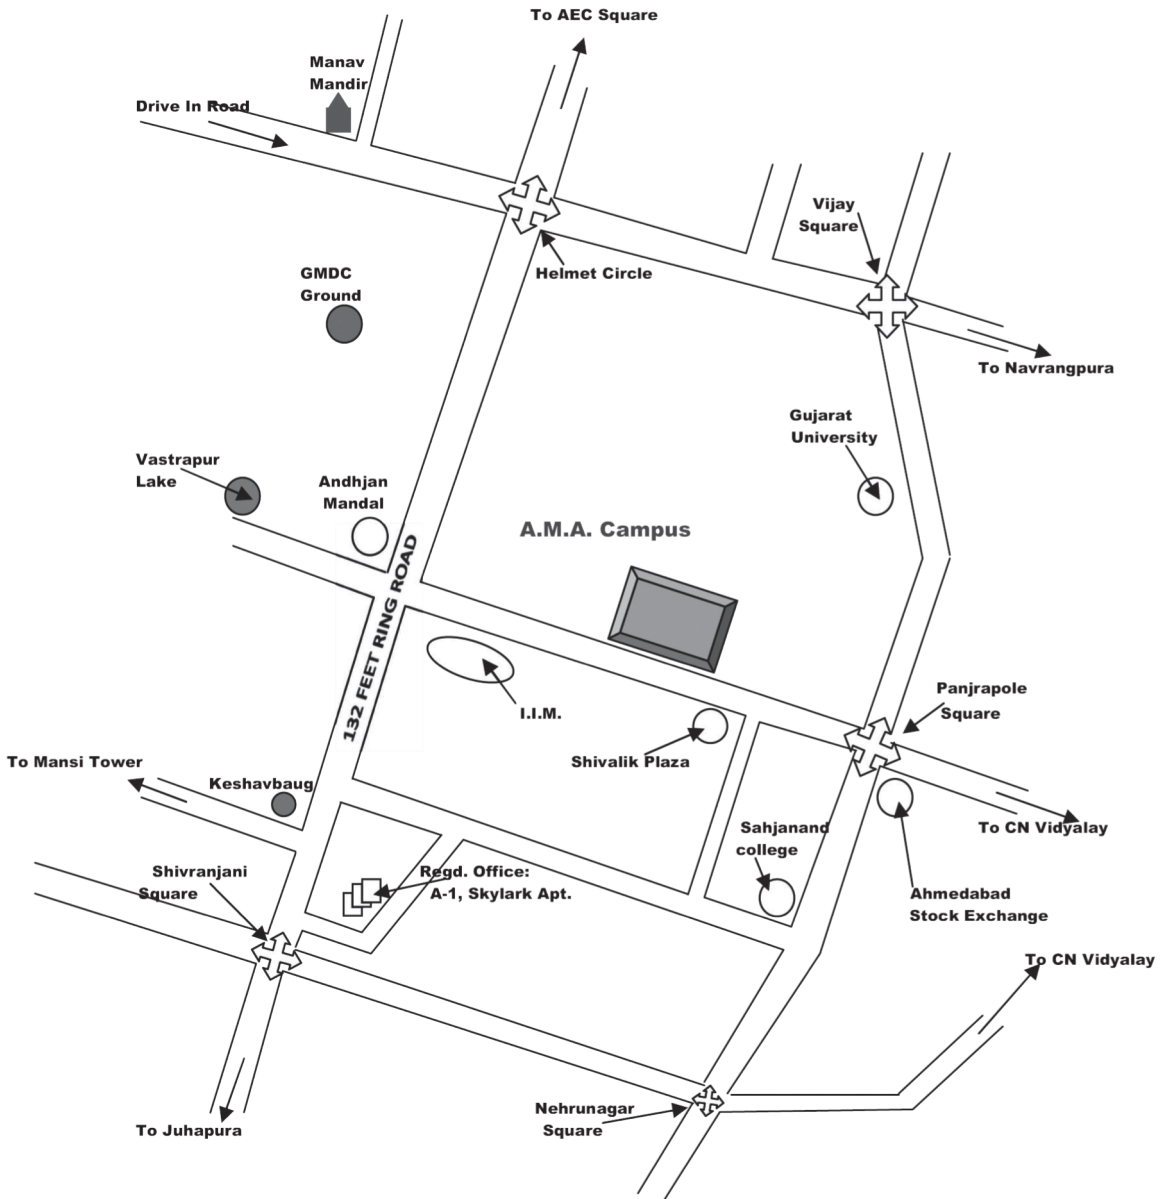 To AEC Square
Manav
Mandir
Drive In Road
Vijay
Square
Helmet Circle
GMDC
Ground
To Navrangpura
Gujarat
University
Vastrapur
Lake
Andhjan
Mandal
A.M.A. Campus
132 FEET RING ROAD
Panjrapole
Square
I.I.M.
Shivalik Plaza
To Mansi Tower
Keshavbaug
To CN Vidyalay
Sahjanand
college
Shivranjani
Square
Regd. Office:
A-1, Skylark Apt.
Ahmedabad
Stock Exchange
To CN Vidyalay
Nehrunagar
Square
To Juhapura